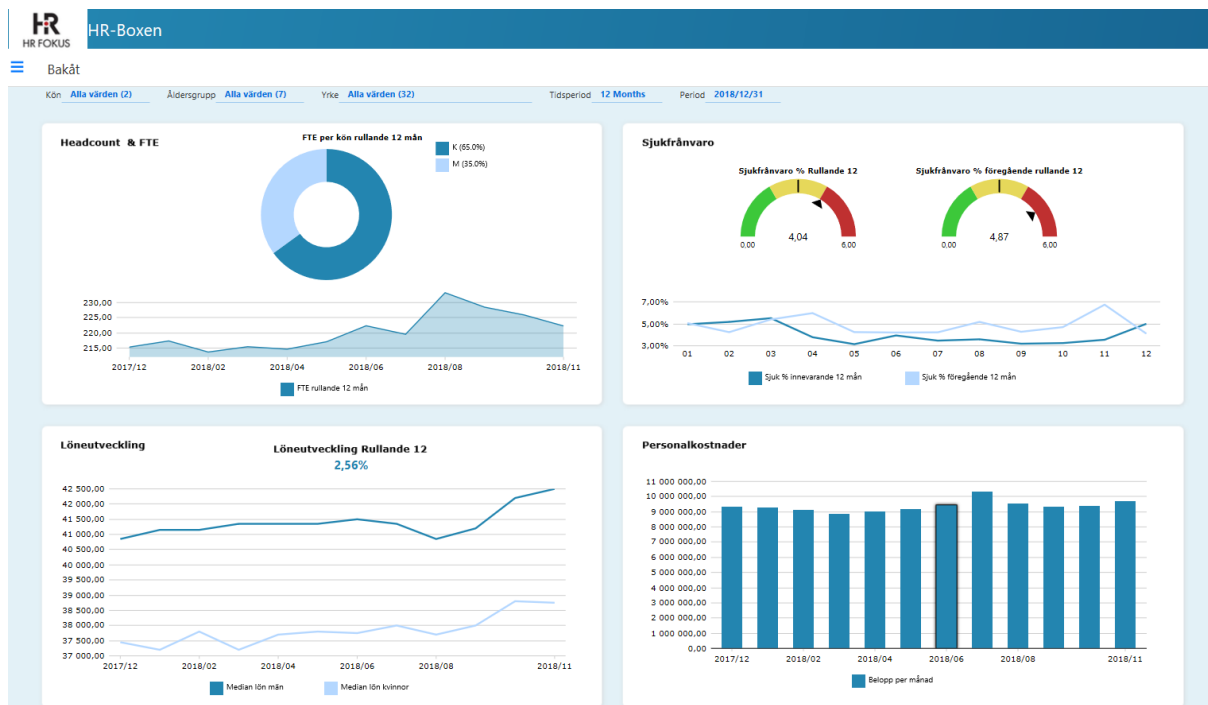 HR
HR FOKUS
HR-Boxen
Bakåt
Kön Alla värden (2) Åldersgrupp Alla värden (7) Yrke Alla värden (32) Tidsperiod 12 Months Period 2018/12/31
Headcount & FTE
FTE per kön rullande 12 mån
K (65.0%)
M (35.0%)
230,00
225,00
220,00
215,00
2017/12 2018/02 2018/04 2018/06 2018/08 2018/11
FTE rullande 12 mån
Sjukfrånvaro
Sjukfrånvaro % Rullande 12 Sjukfrånvaro % föregående rullande 12
4,04 4,87
0,00 6,00 0,00 6,00
7,00%
5,00%
3,00%
01 02 03 04 05 06 07 08 09 10 11 12
Sjuk % innevarande 12 mån Sjuk % föregående 12 mån
Löneutveckling
Löneutveckling Rullande 12
2,56%
42 500,00
42 000,00
41 500,00
41 000,00
40 500,00
40 000,00
39 500,00
39 000,00
38 500,00
38 000,00
37 500,00
37 000,00
2017/12 2018/02 2018/04 2018/06 2018/08 2018/11
Median lön män Median lön kvinnor
Personalkostnader
11 000 000,00
10 000 000,00
9 000 000,00
8 000 000,00
7 000 000,00
6 000 000,00
5 000 000,00
4 000 000,00
3 000 000,00
2 000 000,00
1 000 000,00
0,00
2017/12 2018/02 2018/04 2018/06 2018/08 2018/11
Belopp per månad